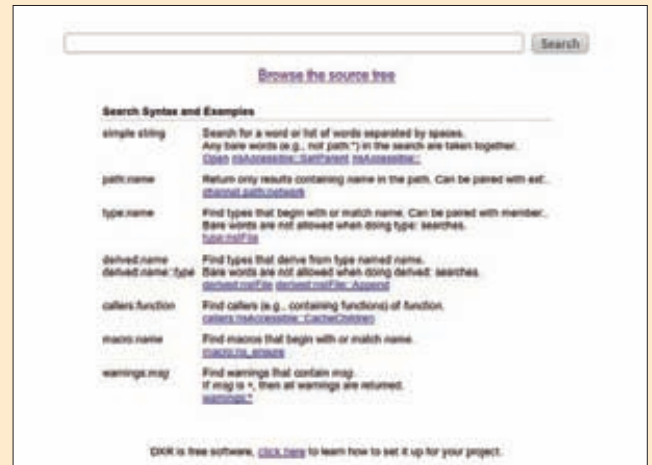 Search
Browse the source tree
Search Syntax and Examples
simple string Search for a word or list of words separated by spaces.
Any bare words (e.g., not path:*) in the search are taken together.
Open nsAccessible::GetParent nsAccessible::
path:name Return only results containing name in the path. Can be paired with ext:.
channel path:network
type:name Find types that begin with or match name. Can be paired with member:.
Bare words are not allowed when doing type: searches.
type:nsIFile
derived:name Find types that derive from type named name.
derived:name::type Bare words are not allowed when doing derived: searches.
derived:nsIFile derived:nsIFile::Append
callers:function Find callers (e.g., containing functions) of function.
callers:nsAccessible::CacheChildren
macro:name Find macros that begin with or match name.
macro:ns_ensure
warnings:msg Find warnings that contain msg.
If msg is *, then all warnings are returned.
warnings:*
DXR is free software, click here to learn how to set it up for your project.